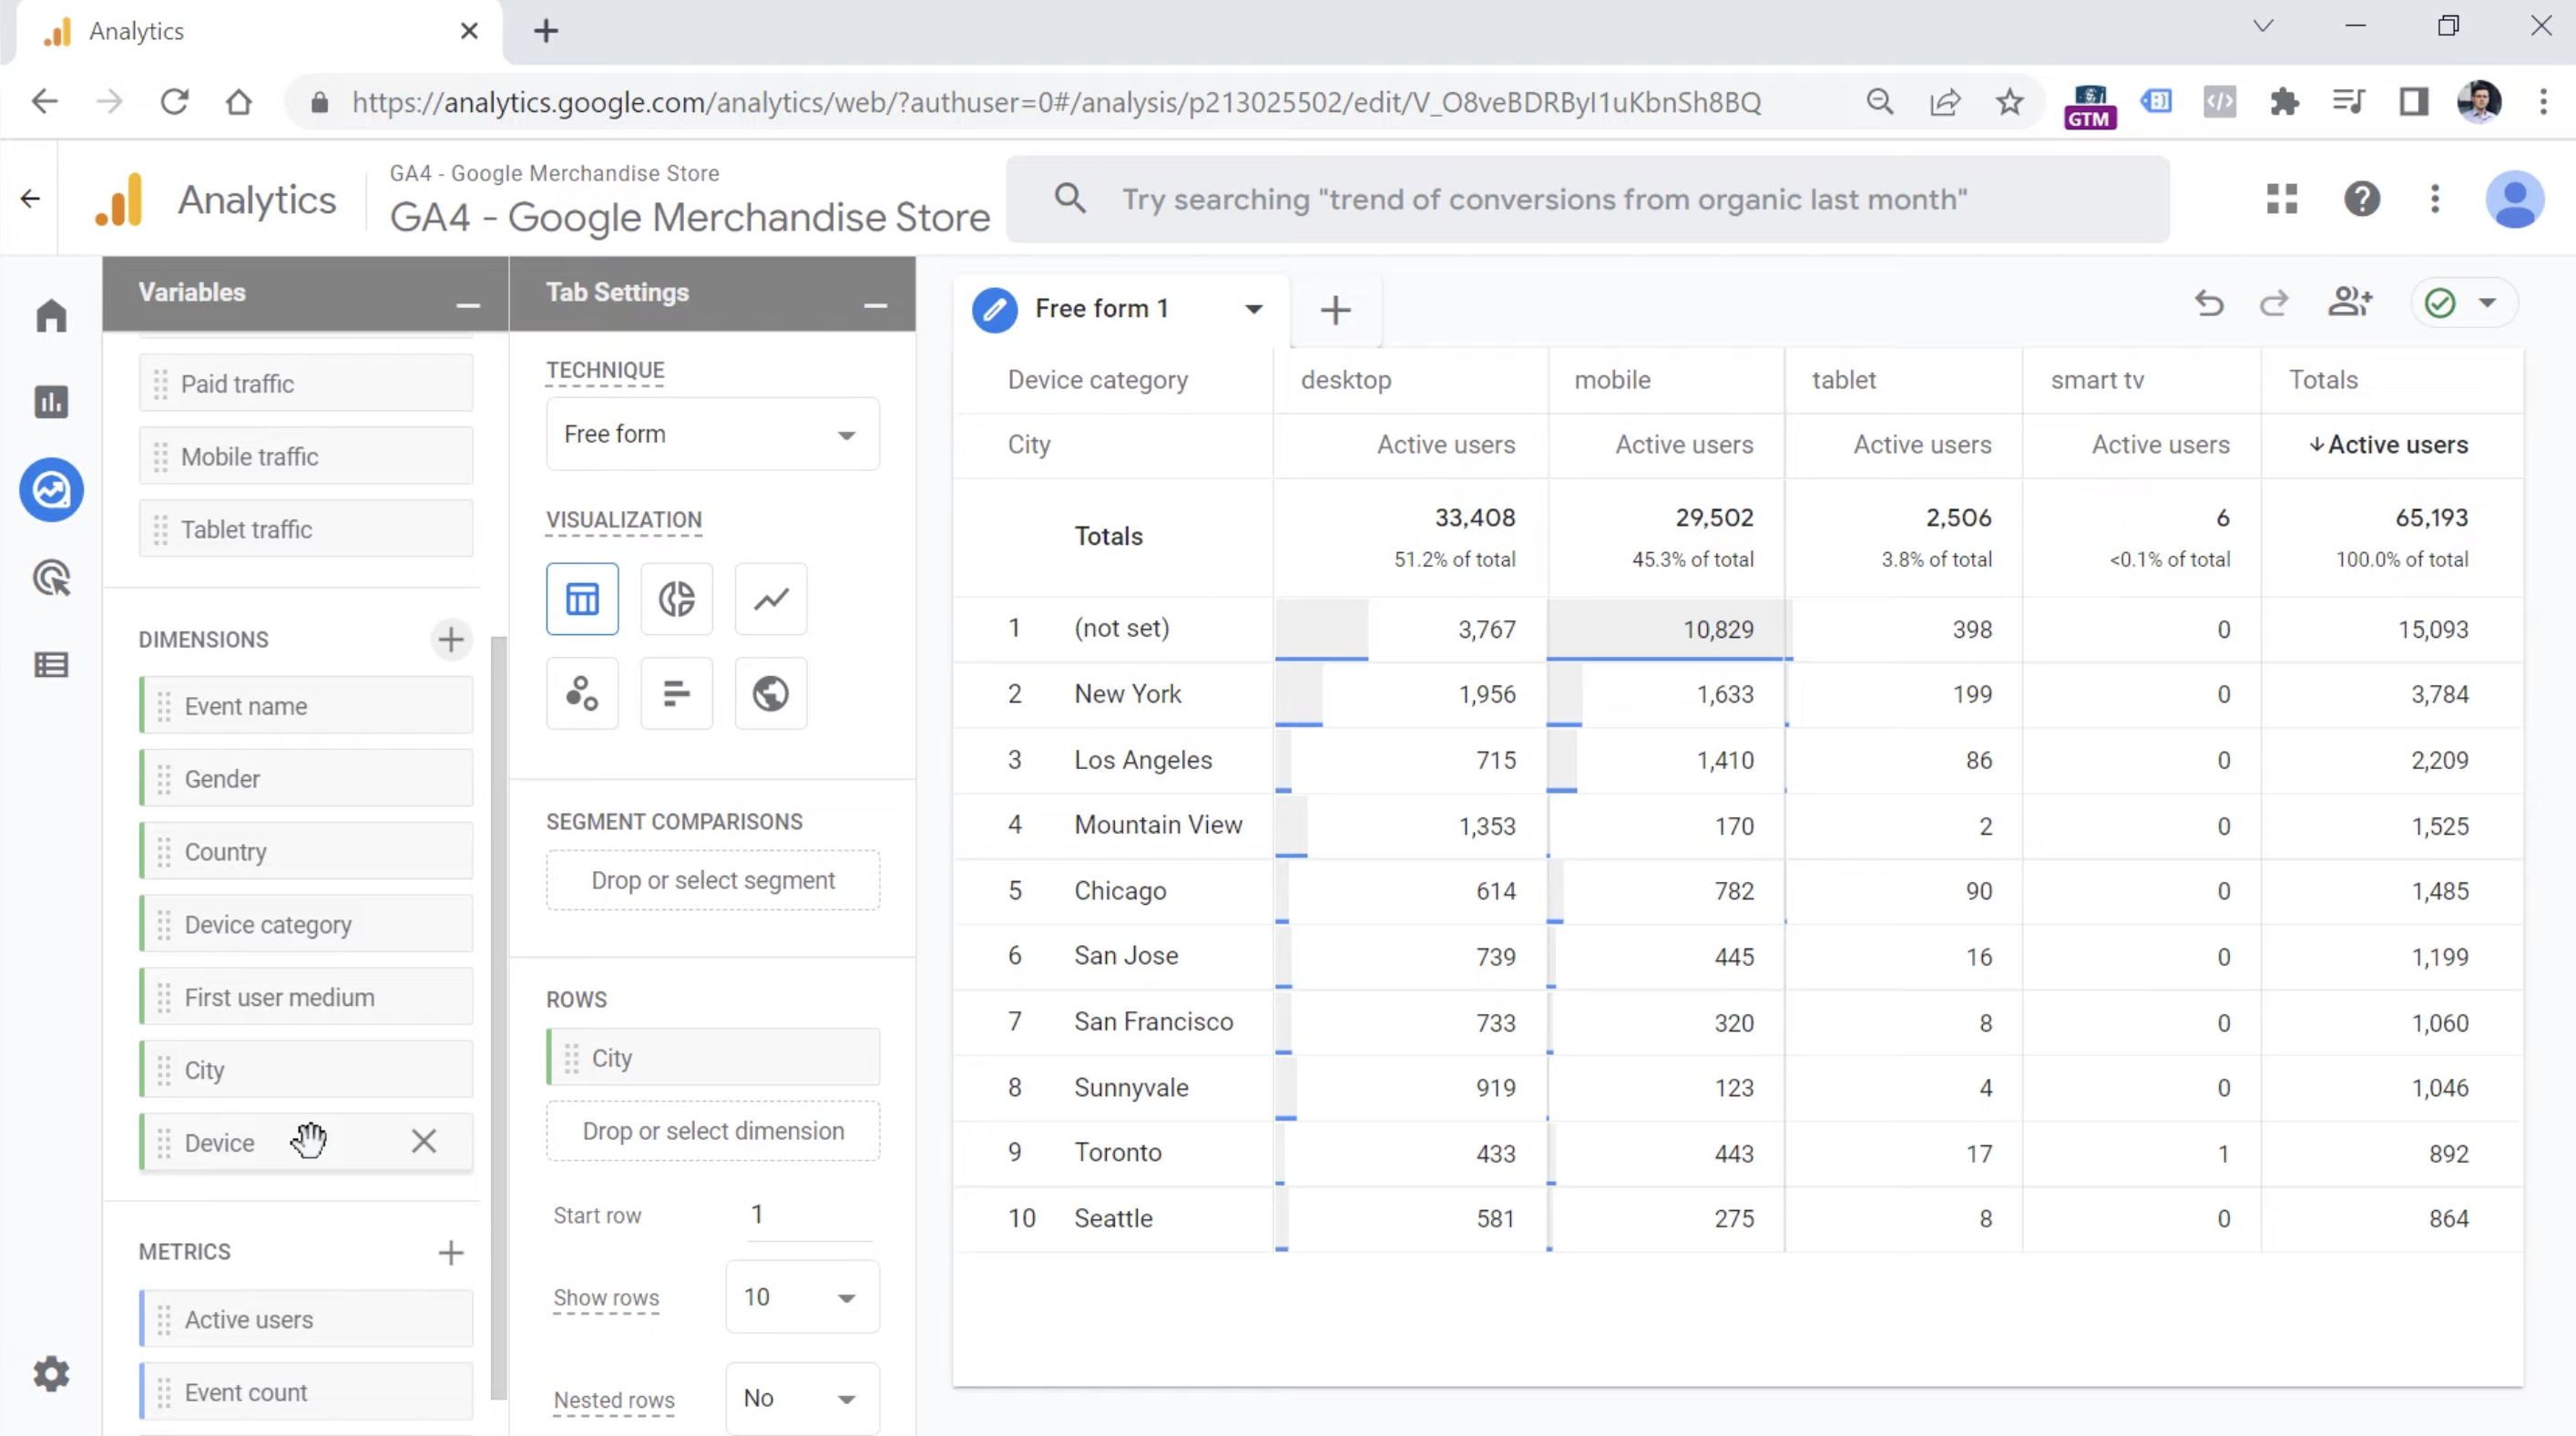 Analytics
https://analytics.google.com/analytics/web/?authuser=0#/analysis/p213025502/edit/V_O8veBDRByI1uKbnSh8BQ
GTM
Analytics
GA4 - Google Merchandise Store
GA4 - Google Merchandise Store
Try searching "trend of conversions from organic last month"
Variables
Paid traffic
Mobile traffic
Tablet traffic
DIMENSIONS
Event name
Gender
Country
Device category
First user medium
City
Device
METRICS
Active users
Event count
Tab Settings
TECHNIQUE
Free form
VISUALIZATION
SEGMENT COMPARISONS
Drop or select segment
ROWS
City
Drop or select dimension
Start row 1
Show rows 10
Nested rows No
Free form 1
Device category desktop mobile tablet smart tv Totals
City Active users Active users Active users Active users ↓Active users
Totals 33,408 29,502 2,506 6 65,193
51.2% of total 45.3% of total 3.8% of total <0.1% of total 100.0% of total
1 (not set) 3,767 10,829 398 0 15,093
2 New York 1,956 1,633 199 0 3,784
3 Los Angeles 715 1,410 86 0 2,209
4 Mountain View 1,353 170 2 0 1,525
5 Chicago 614 782 90 0 1,485
6 San Jose 739 445 16 0 1,199
7 San Francisco 733 320 8 0 1,060
8 Sunnyvale 919 123 4 0 1,046
9 Toronto 433 443 17 1 892
10 Seattle 581 275 8 0 864